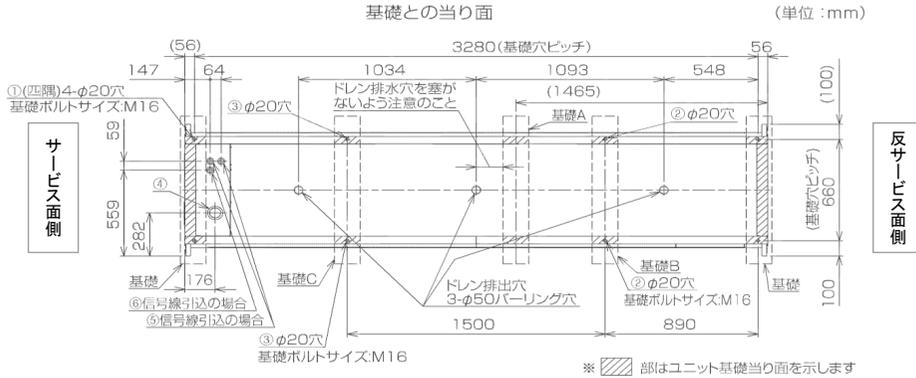 基礎との当り面
(単位:mm)
(56)
3280(基礎穴ピッチ)
56
147
64
1034
1093
548
①(四隅)4-φ20穴
基礎ボルトサイズ:M16
ドレン排水穴を塞が
ないよう注意のこと
(1465)
(100)
③φ20穴
基礎A
②φ20穴
59
サービス面側
反サービス面側
④
559
282
(基礎穴ピッチ)
660
基礎
176
基礎C
ドレン排出穴
3-φ50バーリング穴
基礎B
②φ20穴
基礎ボルトサイズ:M16
基礎
100
⑥信号線引込の場合
⑤信号線引込の場合
1500
890
③φ20穴
基礎ボルトサイズ:M16
※ 部はユニット基礎当り面を示します